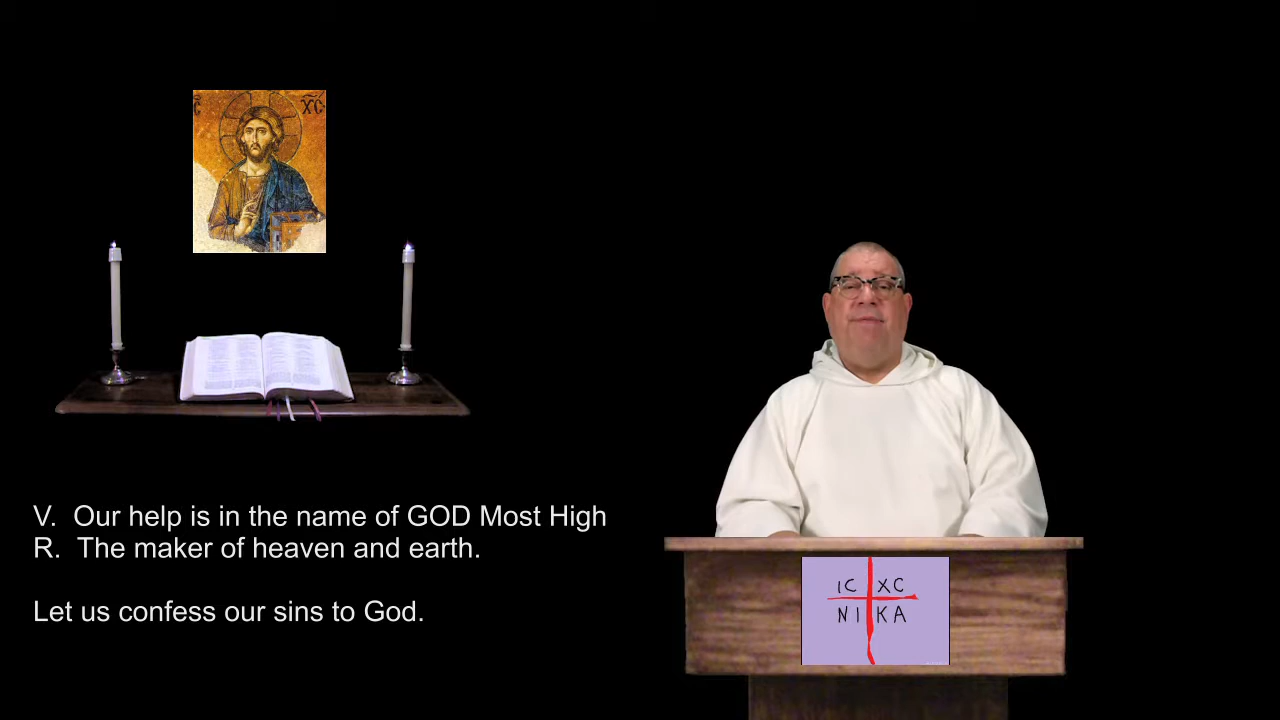 XC
V. Our help is in the name of GOD Most High
R. The maker of heaven and earth.
Let us confess our sins to God.
IC XC
NI KA